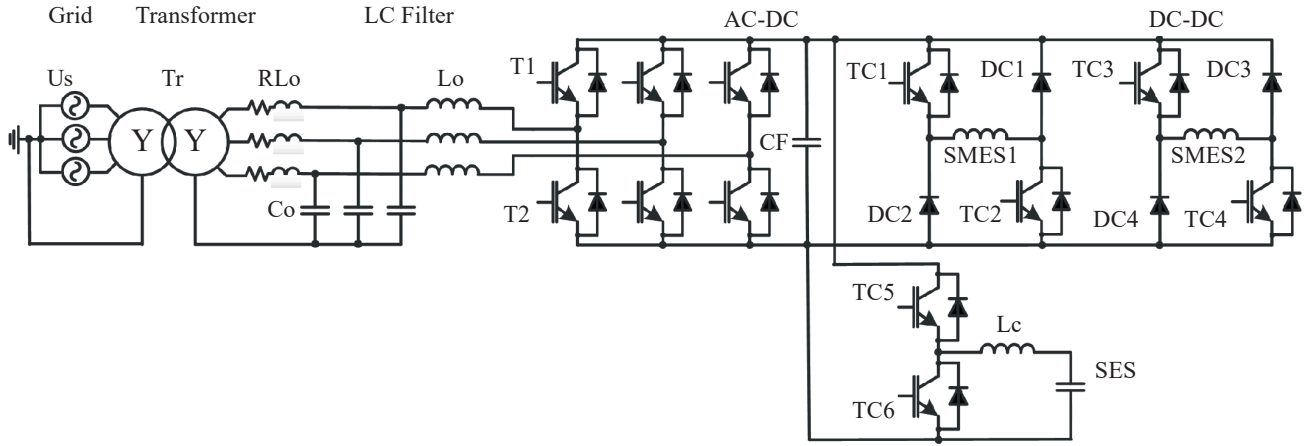 Grid Transformer LC Filter AC-DC DC-DC
Us Tr RLo Lo T1 TC1 DC1 TC3 DC3
Y Y CF SMES1 SMES2
Co T2 DC2 TC2 DC4 TC4
TC5
Lc
SES
TC6